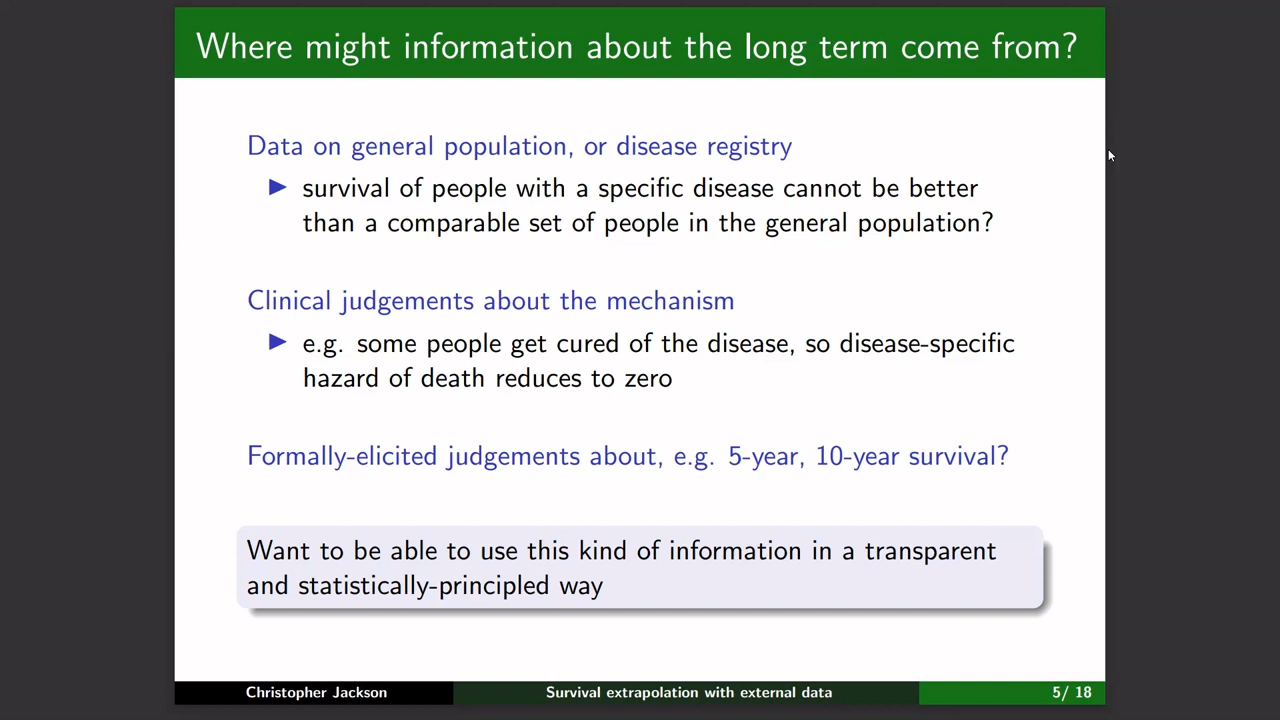 Where might information about the long term come from?
Data on general population, or disease registry
survival of people with a specific disease cannot be better
than a comparable set of people in the general population?
Clinical judgements about the mechanism
e.g. some people get cured of the disease, so disease-specific
hazard of death reduces to zero
Formally-elicited judgements about, e.g. 5-year, 10-year survival?
Want to be able to use this kind of information in a transparent
and statistically-principled way
Christopher Jackson
Survival extrapolation with external data
5/ 18